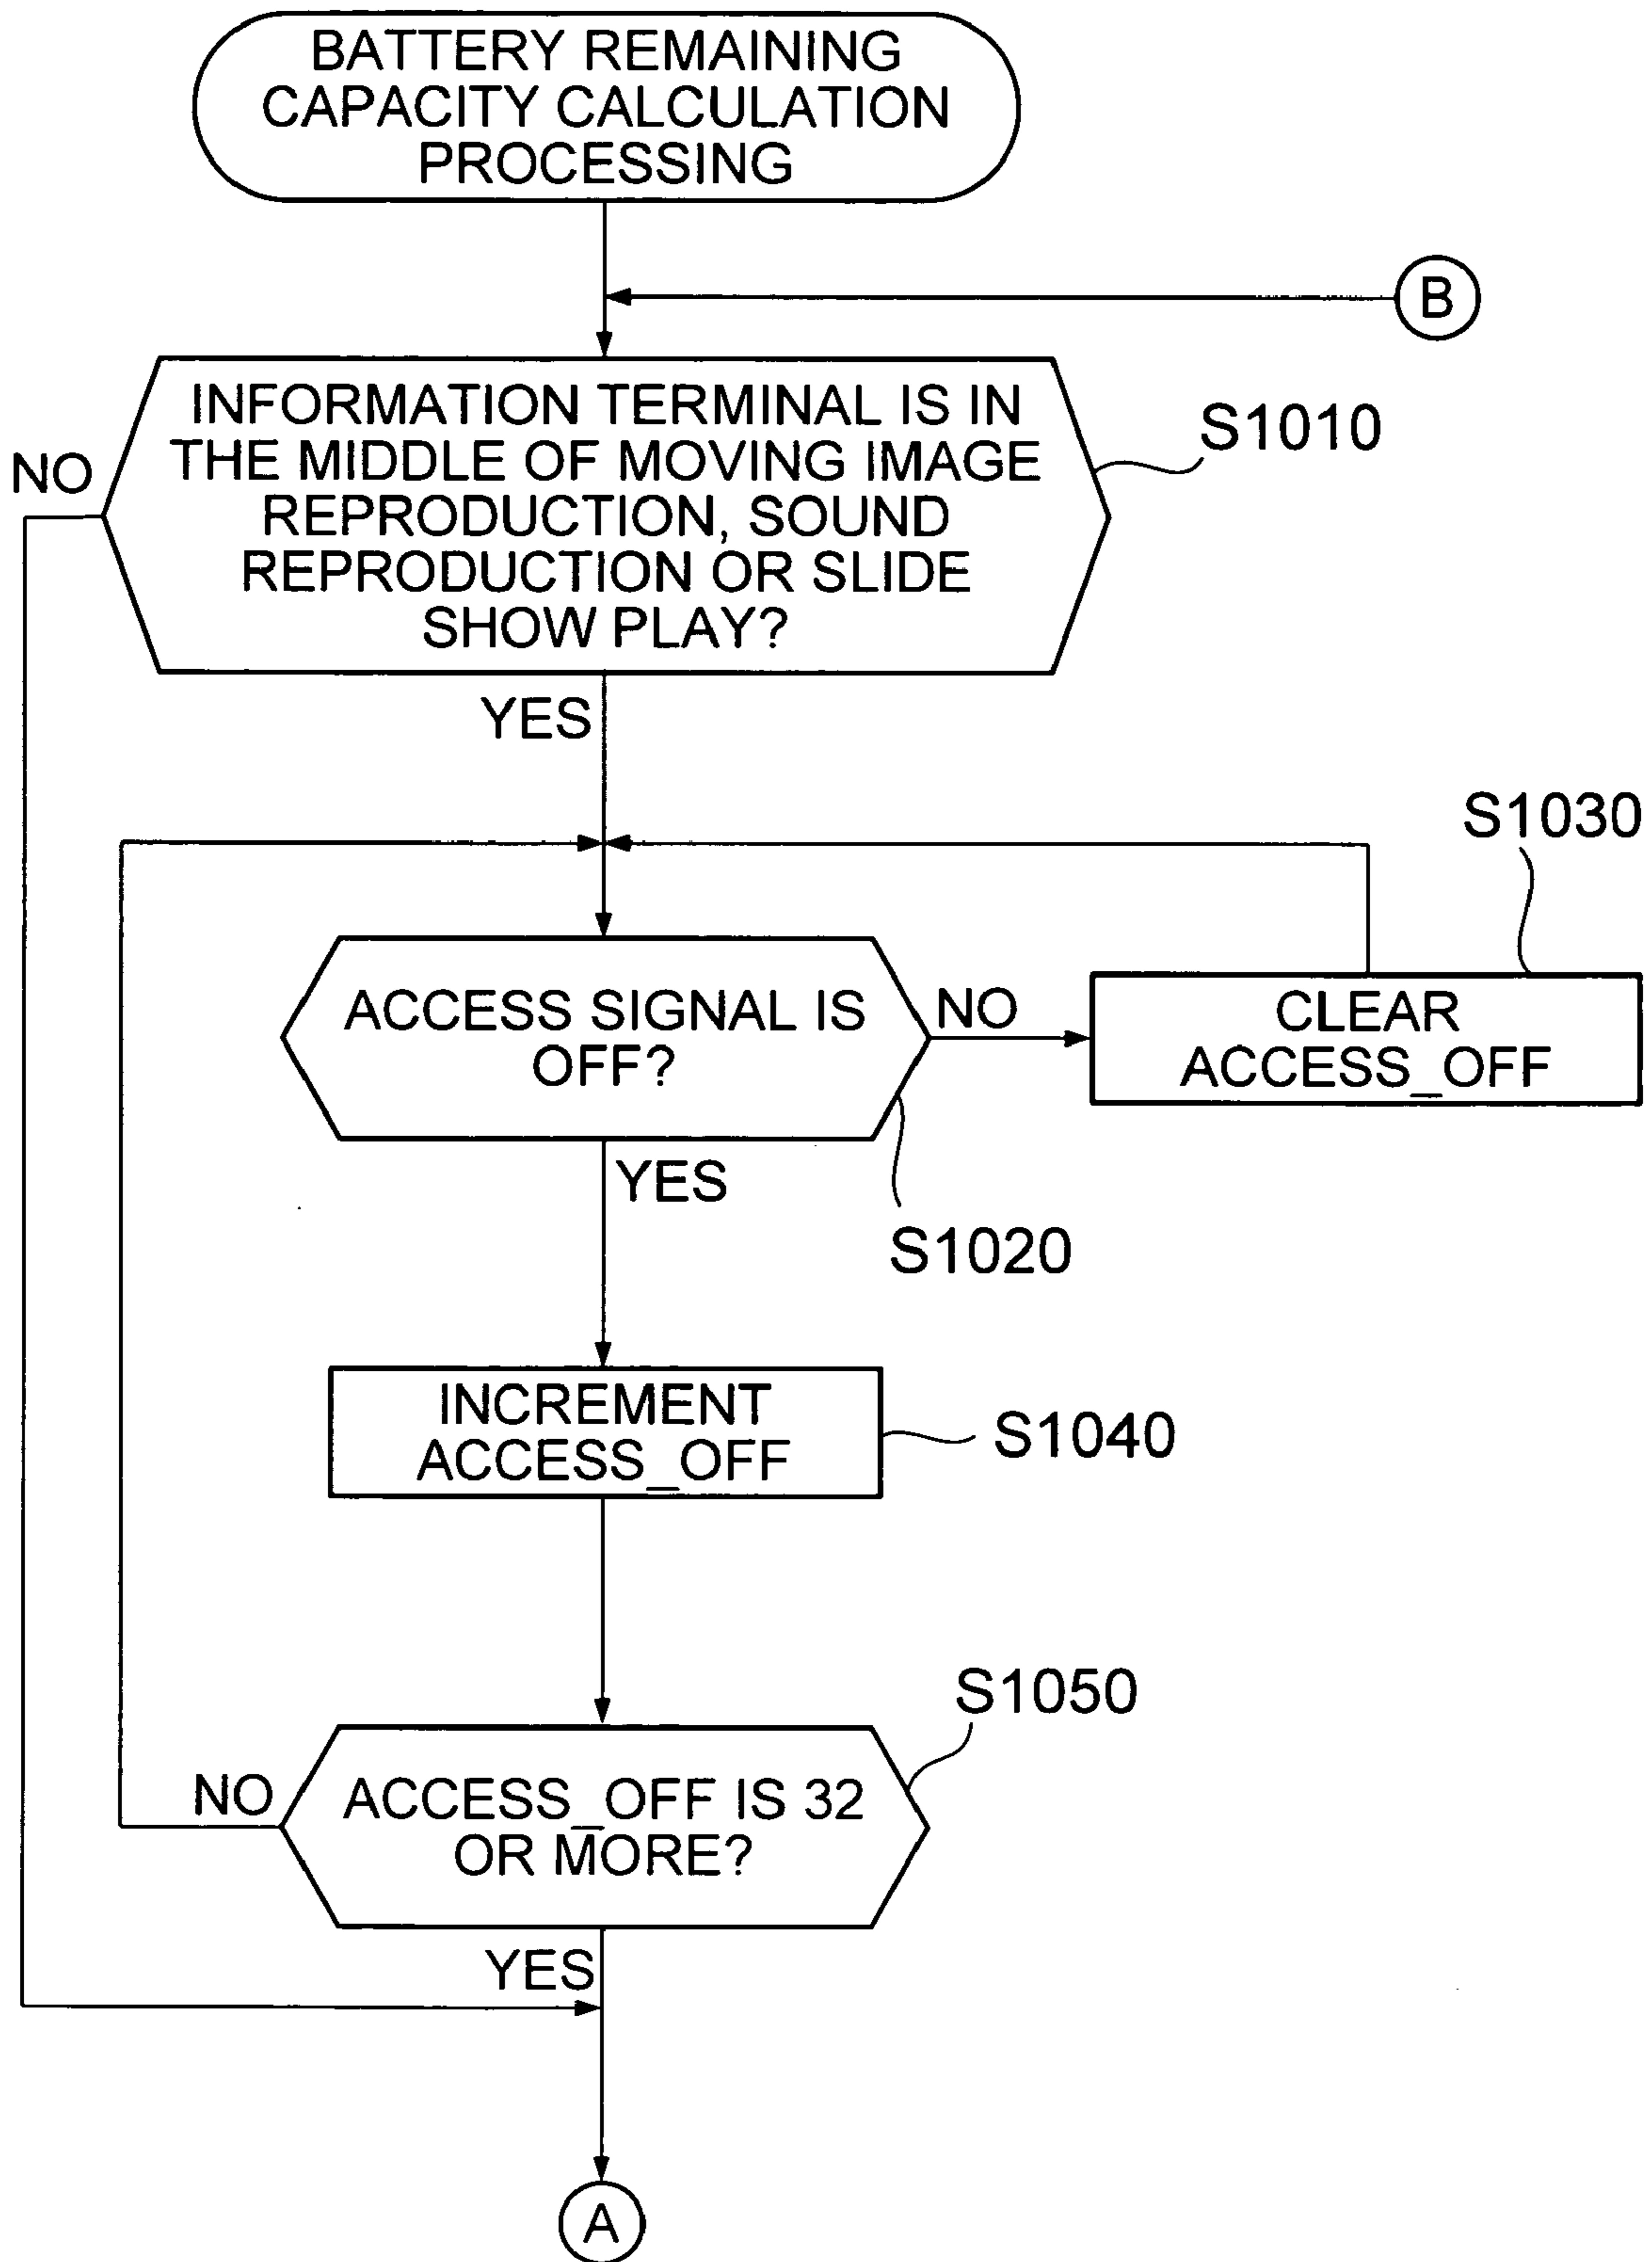 BATTERY REMAINING
CAPACITY CALCULATION
PROCESSING
B
INFORMATION TERMINAL IS IN
THE MIDDLE OF MOVING IMAGE
REPRODUCTION, SOUND
REPRODUCTION OR SLIDE
SHOW PLAY?
S1010
NO
YES
S1030
ACCESS SIGNAL IS
OFF?
NO
CLEAR
ACCESS_OFF
YES
S1020
INCREMENT
ACCESS_OFF
S1040
S1050
NO
ACCESS_OFF IS 32
OR MORE?
YES
A